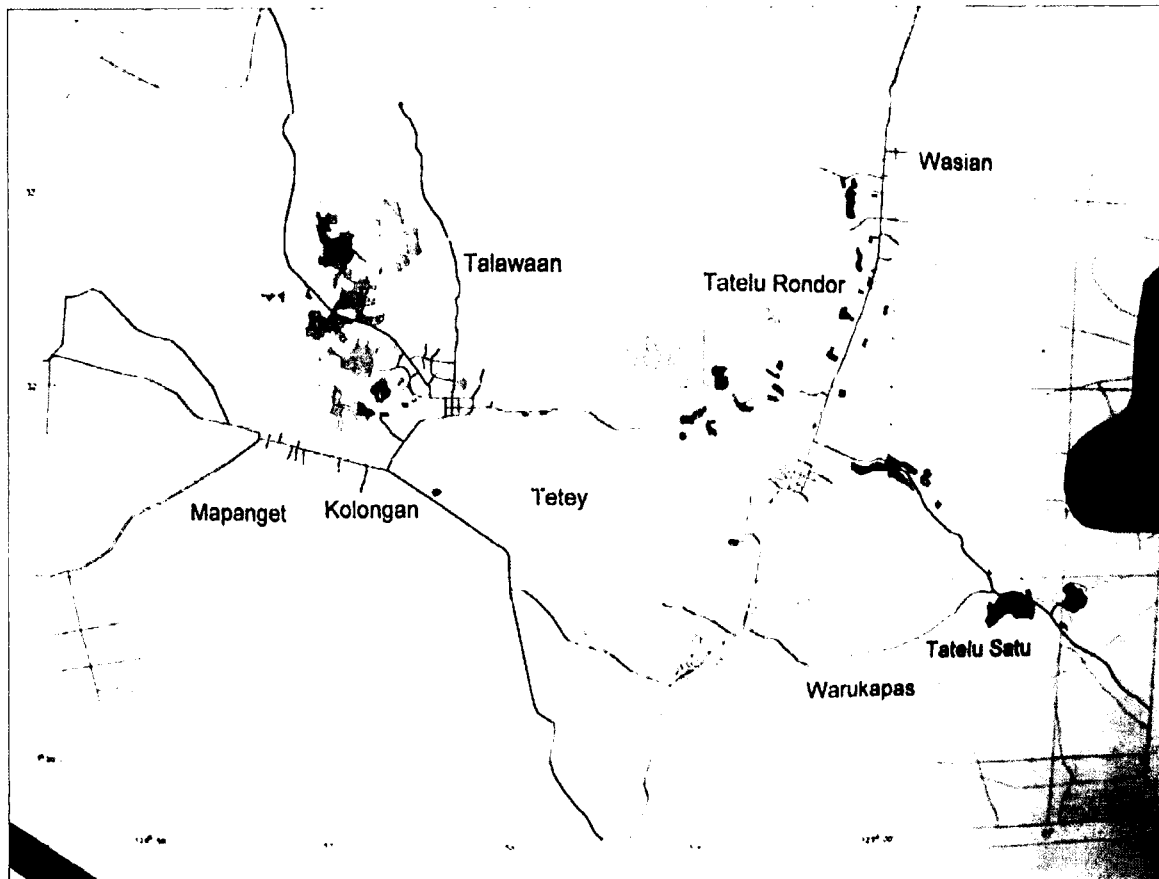 Wasian
Talawaan
Tatelu Rondor
Tetey
Mapanget
Kolongan
Tatelu Satu
Warukapas